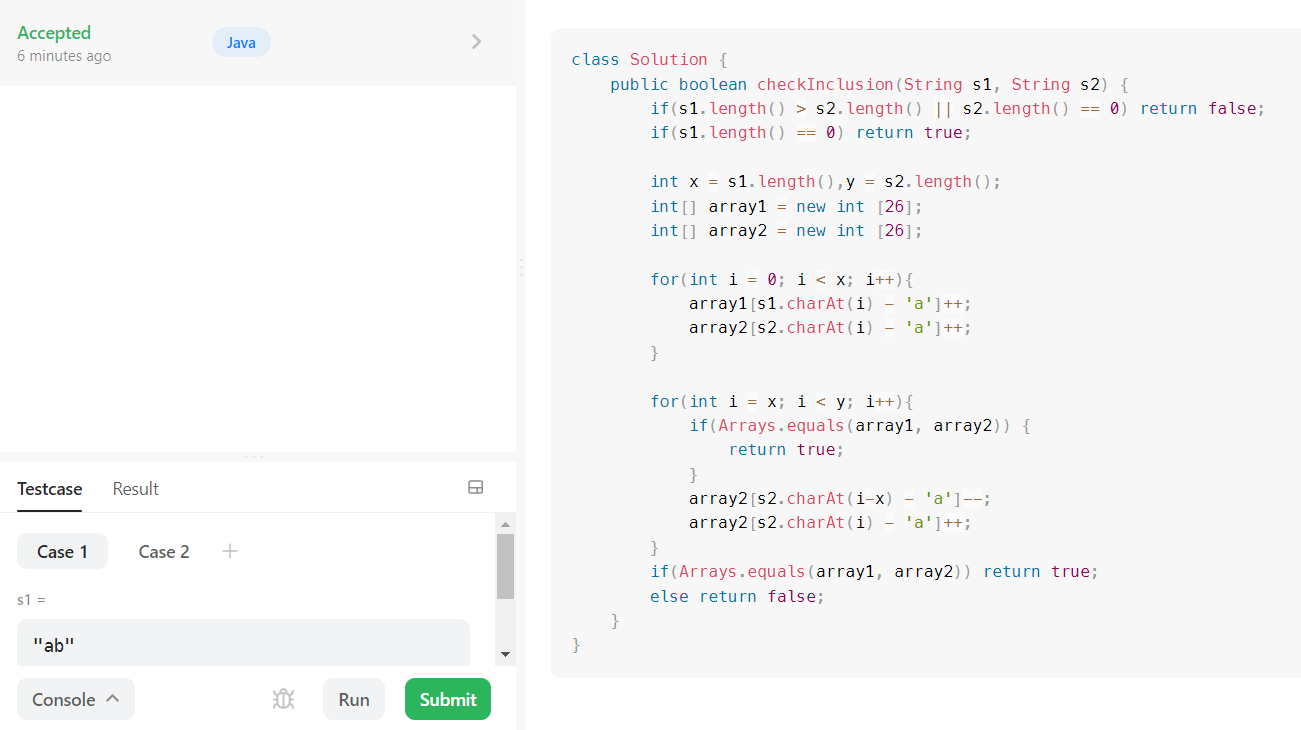 Accepted
6 minutes ago
Java
Testcase
Result
Case 1
Case 2
s1 =
"ab"
Console
Run
Submit
class Solution {
    public boolean checkInclusion(String s1, String s2) {
        if(s1.length() > s2.length() || s2.length() == 0) return false;
        if(s1.length() == 0) return true;

        int x = s1.length(),y = s2.length();
        int[] array1 = new int [26];
        int[] array2 = new int [26];

        for(int i = 0; i < x; i++){
            array1[s1.charAt(i) - 'a']++;
            array2[s2.charAt(i) - 'a']++;
        }

        for(int i = x; i < y; i++){
            if(Arrays.equals(array1, array2)) {
                return true;
            }
            array2[s2.charAt(i-x) - 'a']--;
            array2[s2.charAt(i) - 'a']++;
        }
        if(Arrays.equals(array1, array2)) return true;
        else return false;
    }
}